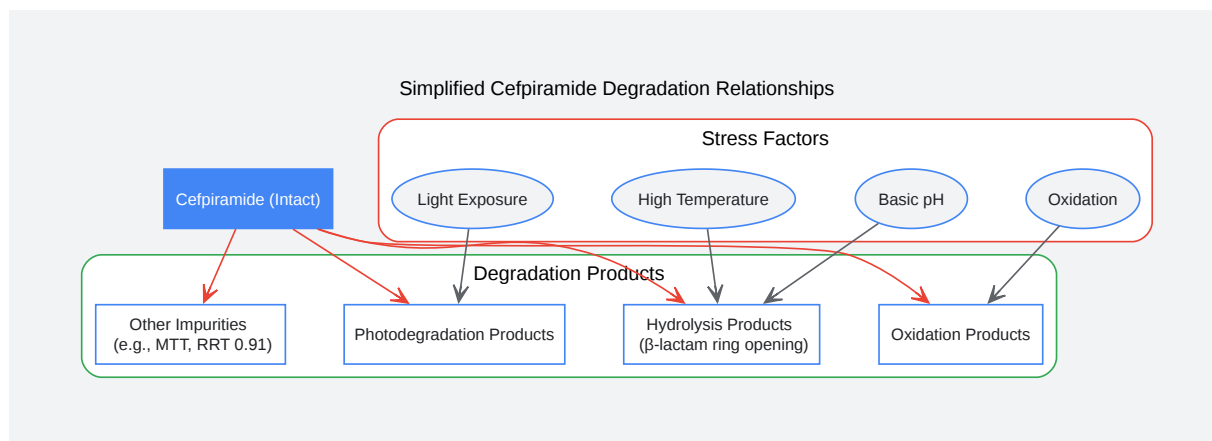 Simplified Cefpiramide Degradation Relationships
Stress Factors
Cefpiramide (Intact)
Light Exposure
High Temperature
Basic pH
Oxidation
Degradation Products
Other Impurities
(e.g., MTT, RRT 0.91)
Photodegradation Products
Hydrolysis Products
(β-lactam ring opening)
Oxidation Products